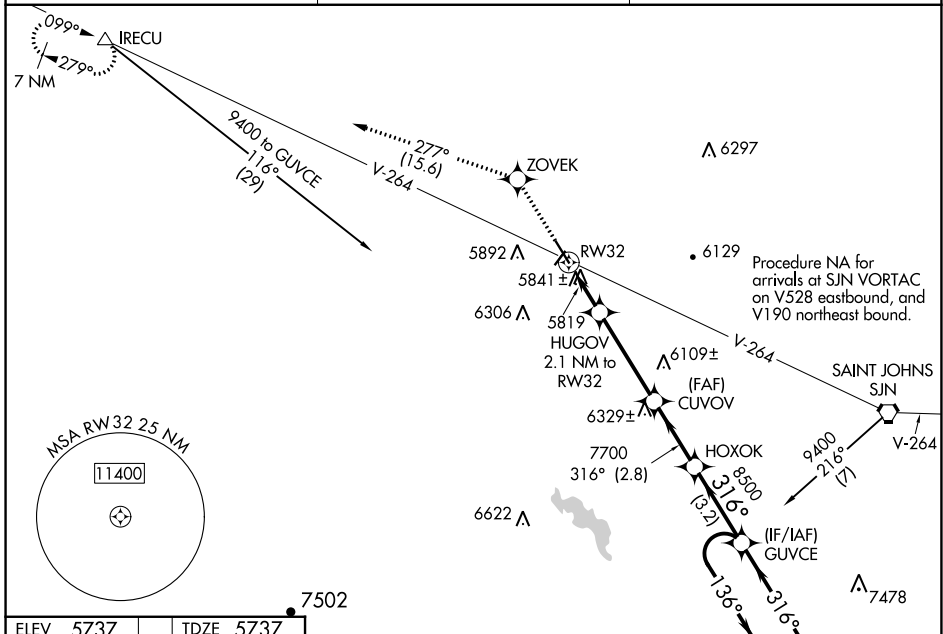 099°
IRECU
279°
7 NM
9400 to GUVCE
116°
(29)
V-264
277°
(15.6)
ZOVEK
6297
5892
RW32
5841±
6129
Procedure NA for
arrivals at SJN VORTAC
on V528 eastbound, and
V190 northeast bound.
6306
5819
HUGOV
2.1 NM to
RW32
V-264
6109±
SAINT JOHNS
SJN
(FAF)
CUVOV
6329±
V-264
9400
216°
(7)
7700
316° (2.8)
HOXOK
8500
316°
(3.2)
MSA RW32 25 NM
11400
6622
(IF/IAF)
GUVCE
136°
316°
7478
7502
ELEV 5737
TDZE 5737